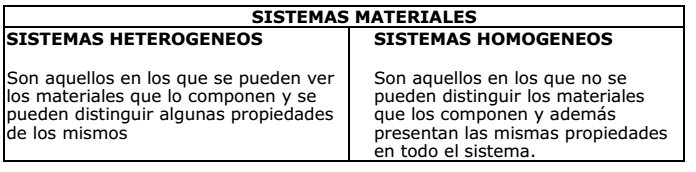 SISTEMAS MATERIALES
SISTEMAS HETEROGENEOS
Son aquellos en los que se pueden ver
los materiales que lo componen y se
pueden distinguir algunas propiedades
de los mismos
SISTEMAS HOMOGENEOS
Son aquellos en los que no se
pueden distinguir los materiales
que los componen y además
presentan las mismas propiedades
en todo el sistema.